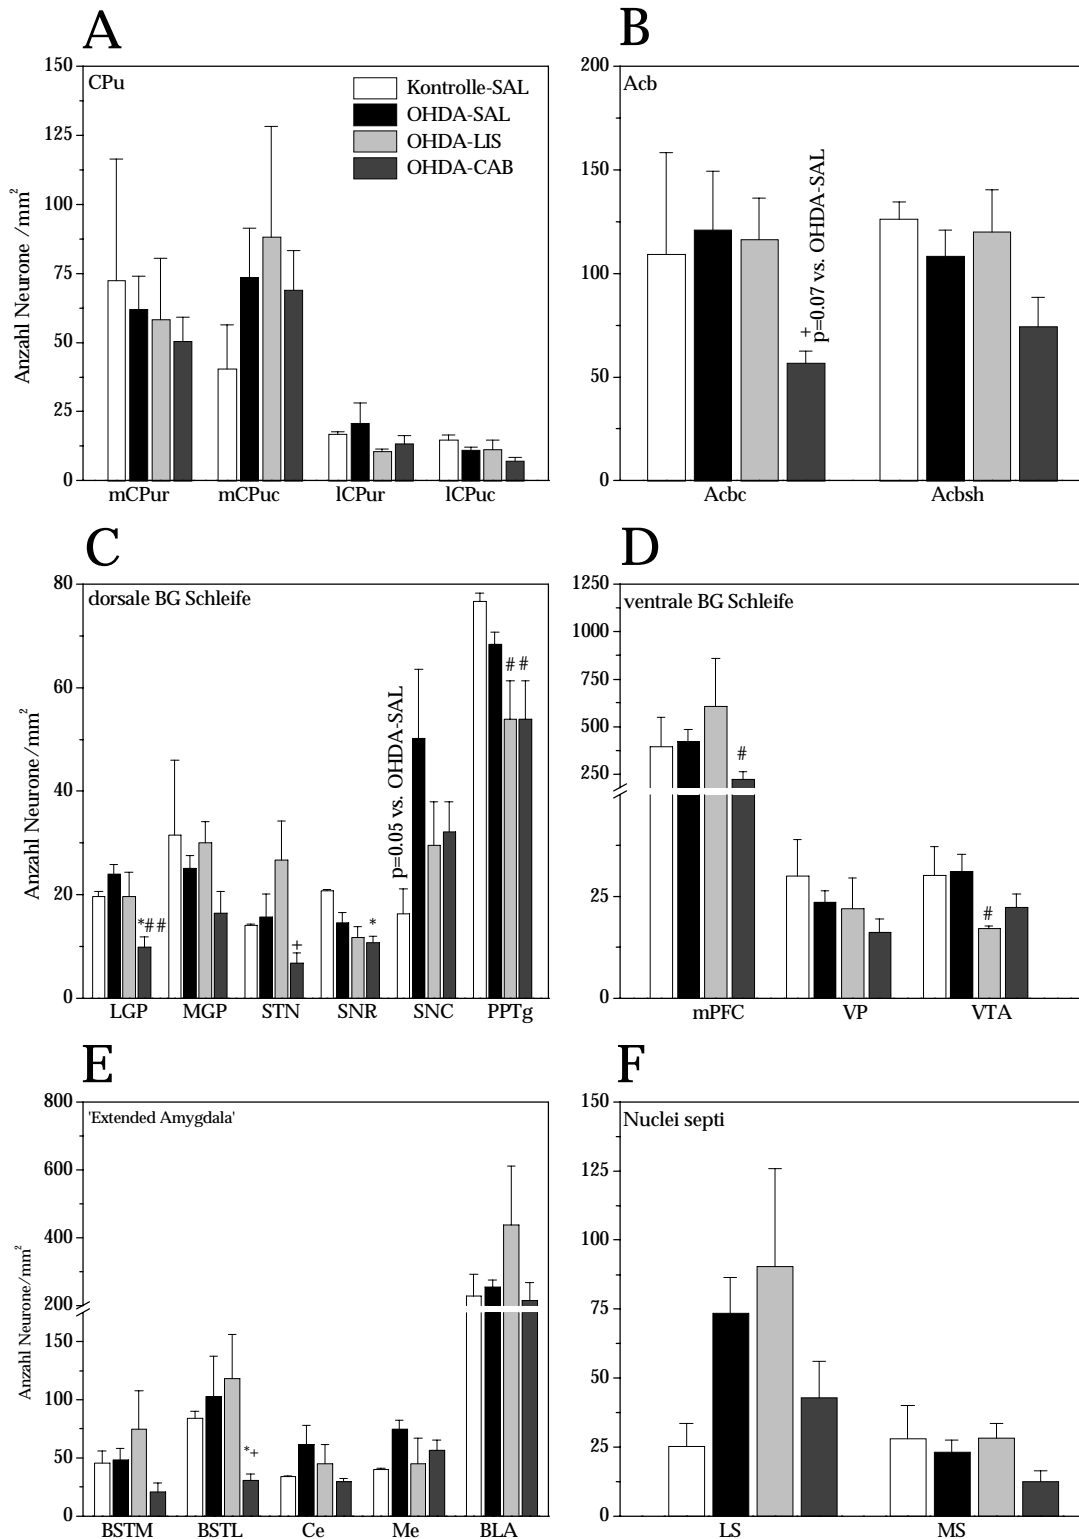 A
CPu
Kontrolle-SAL
OHDA-SAL
OHDA-LIS
OHDA-CAB
150
125
100
75
50
25
0
Anzahl Neurone /mm²
mCPur mCPuc lCPur lCPuc
B
Acb
200
150
100
50
0
+
p=0.07 vs. OHDA-SAL
Acbc Acbsh
C
dorsale BG Schleife
80
60
40
20
0
Anzahl Neurone/mm²
*##
+
*
p=0.05 vs. OHDA-SAL
# #
LGP MGP STN SNR SNC PPTg
D
ventrale BG Schleife
1250
1000
750
500
250
25
0
#
#
mPFC VP VTA
E
'Extended Amygdala'
800
600
400
200
150
100
50
0
Anzahl Neurone/mm²
*+
BSTM BSTL Ce Me BLA
F
Nuclei septi
150
125
100
75
50
25
0
LS MS